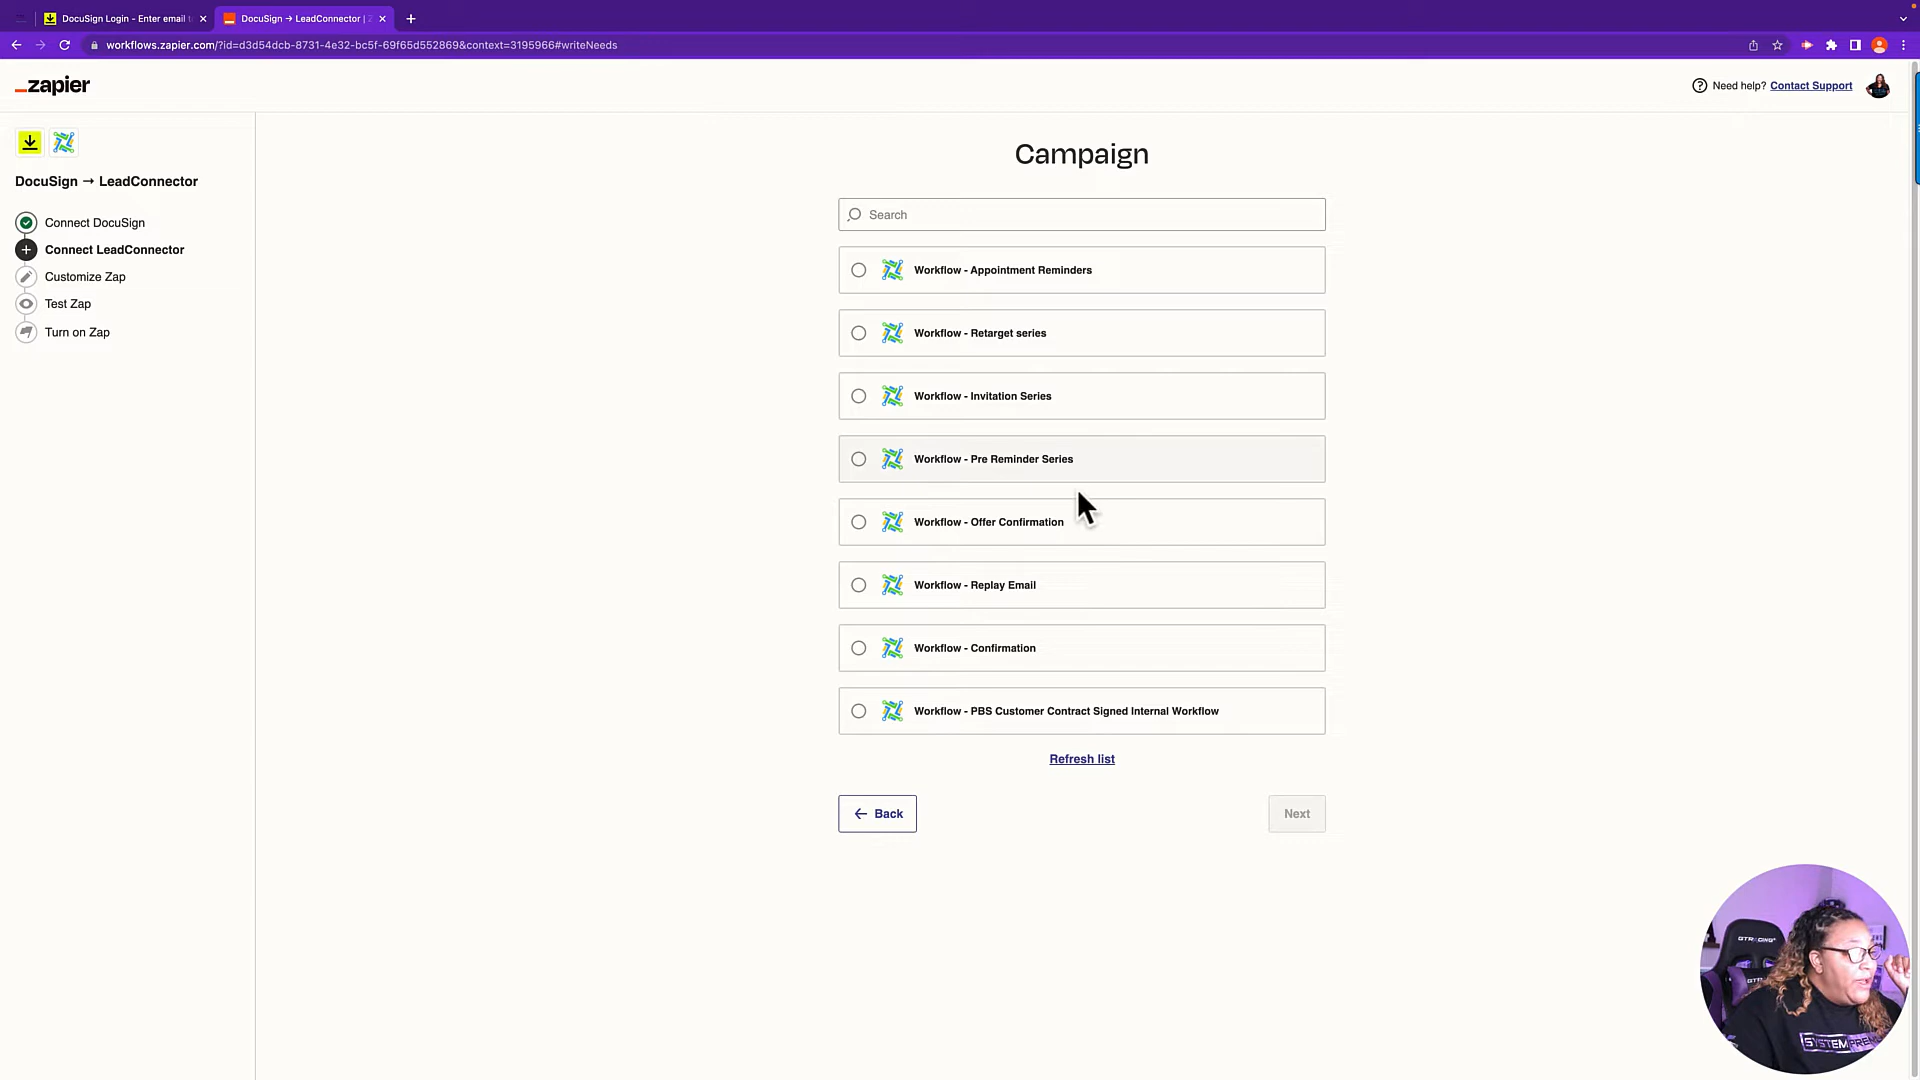 DocuSign Login - Enter email t
DocuSign → LeadConnector | Z
workflows.zapier.com/?id=d3d54dcb-8731-4e32-bc5f-69f65d552869&context=3195966#writeNeeds
zapier
Need help? Contact Support
DocuSign → LeadConnector
Connect DocuSign
Connect LeadConnector
Customize Zap
Test Zap
Turn on Zap
Campaign
Search
Workflow - Appointment Reminders
Workflow - Retarget series
Workflow - Invitation Series
Workflow - Pre Reminder Series
Workflow - Offer Confirmation
Workflow - Replay Email
Workflow - Confirmation
Workflow - PBS Customer Contract Signed Internal Workflow
Refresh list
← Back
Next
GTRACING
SYSTEMPREN